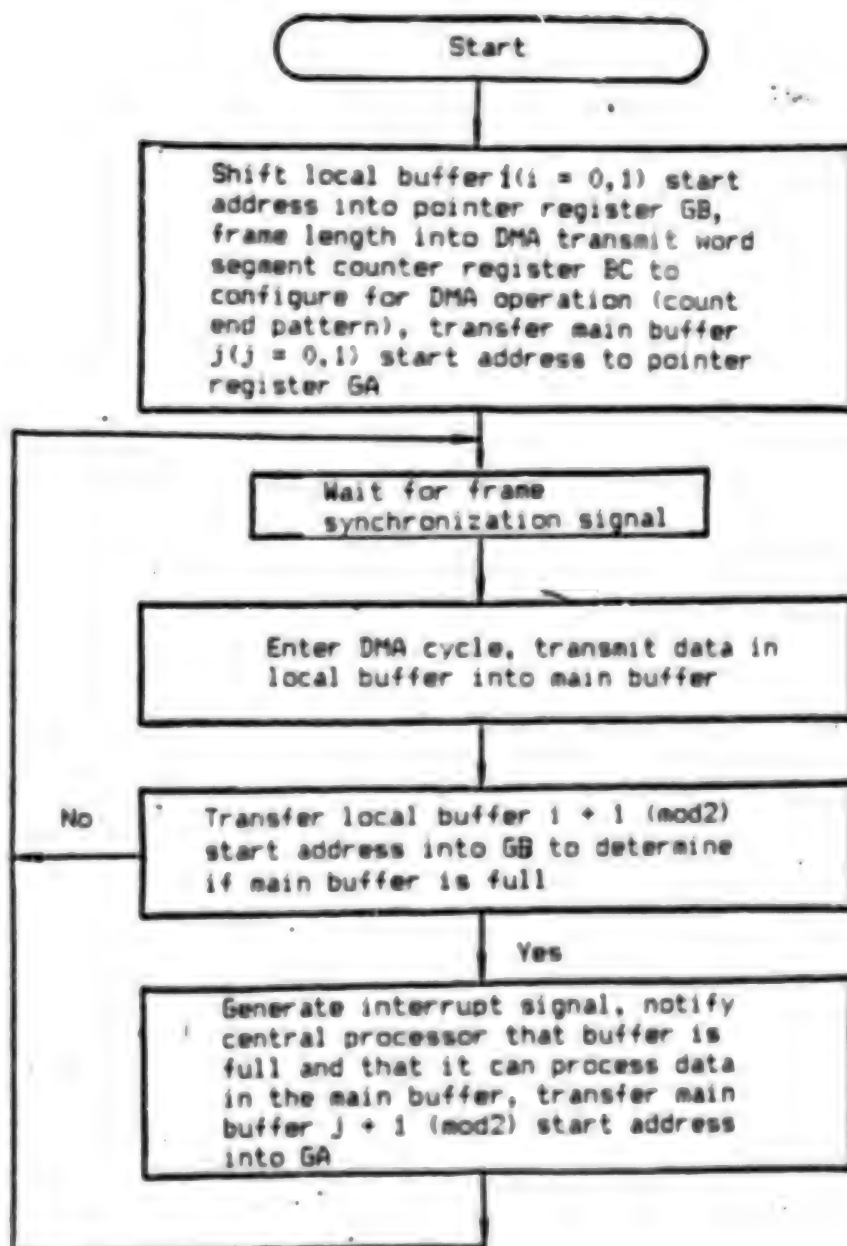 Start
Shift local buffer i(i = 0,1) start
address into pointer register GB,
frame length into DMA transmit word
segment counter register BC to
configure for DMA operation (count
end pattern), transfer main buffer
j(j = 0,1) start address to pointer
register GA
Wait for frame
synchronization signal
Enter DMA cycle, transmit data in
local buffer into main buffer
No
Transfer local buffer i + 1 (mod2)
start address into GB to determine
if main buffer is full
Yes
Generate interrupt signal, notify
central processor that buffer is
full and that it can process data
in the main buffer, transfer main
buffer j + 1 (mod2) start address
into GA